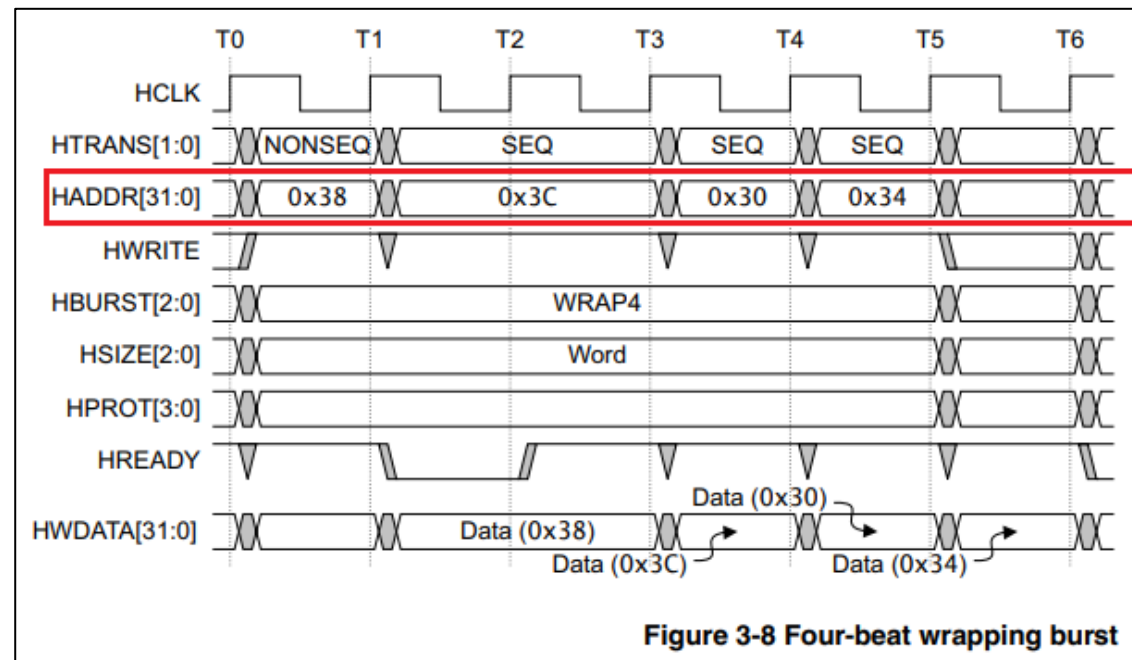 T0 T1 T2 T3 T4 T5 T6
HCLK
HTRANS[1:0] NONSEQ SEQ SEQ SEQ
HADDR[31:0] 0x38 0x3C 0x30 0x34
HWRITE
HBURST[2:0] WRAP4
HSIZE[2:0] Word
HPROT[3:0]
HREADY
Data (0x30)
HWDATA[31:0] Data (0x38)
Data (0x3C) Data (0x34)
Figure 3-8 Four-beat wrapping burst